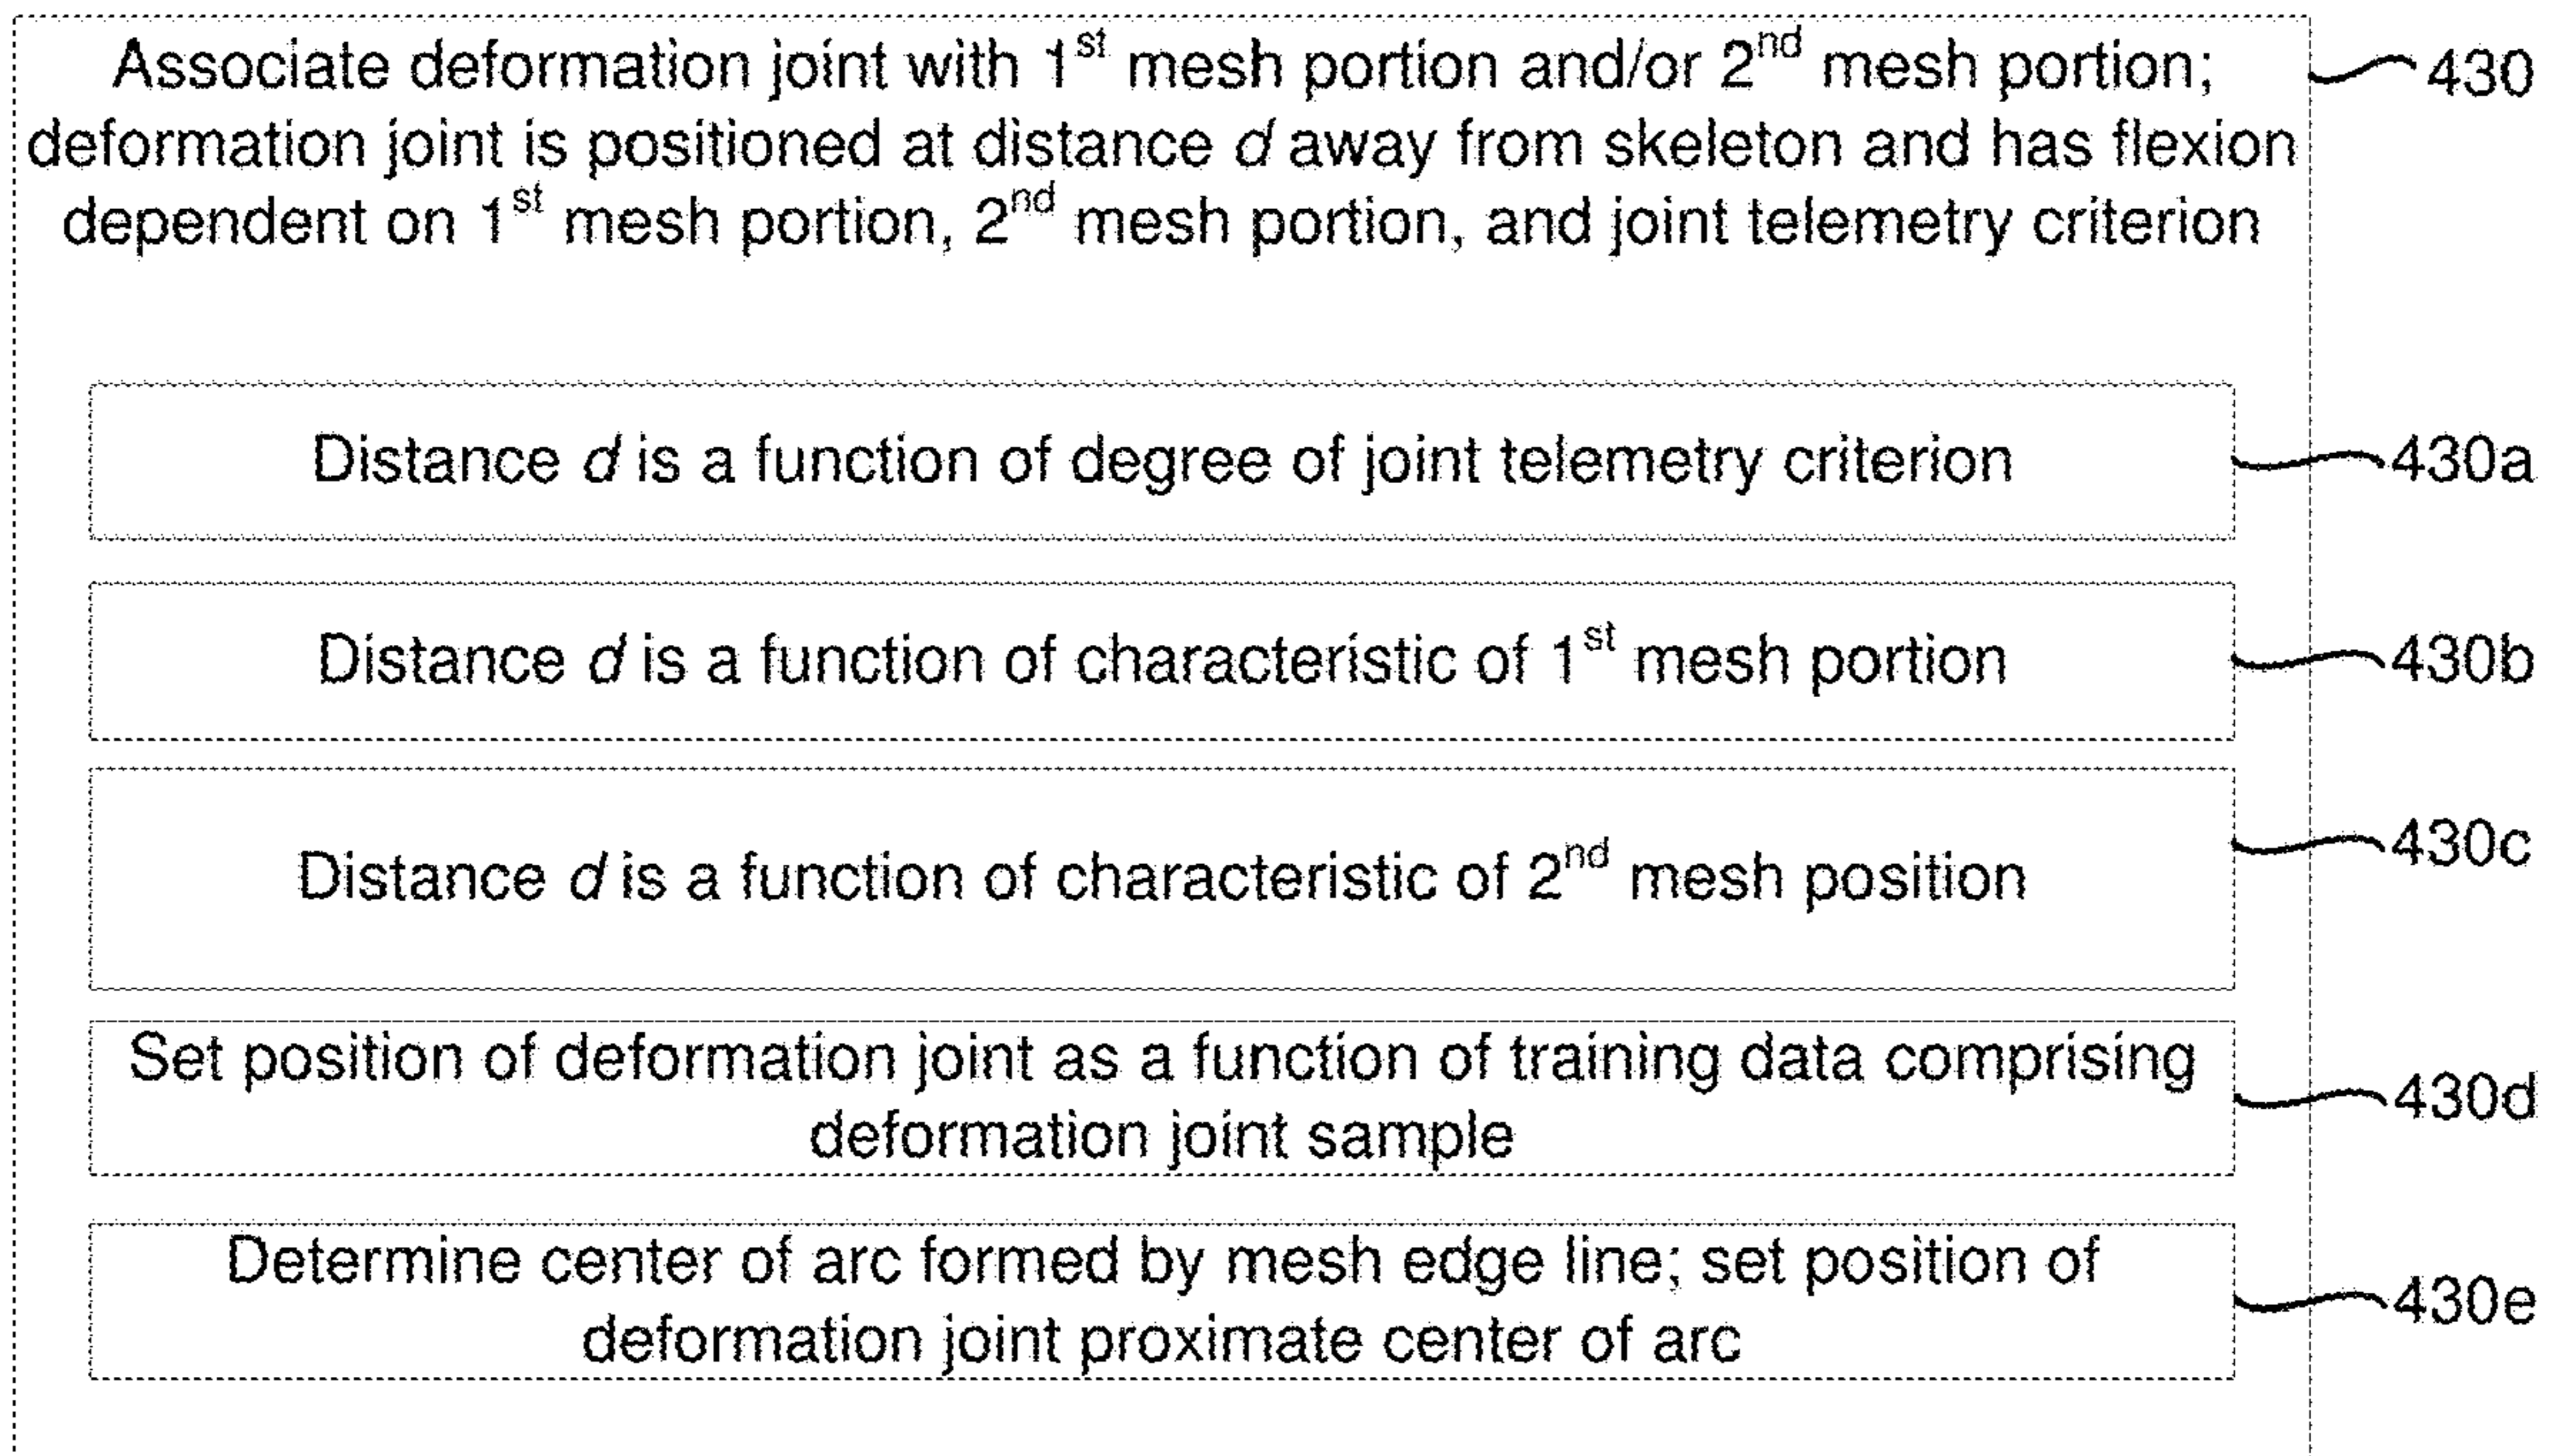 Associate deformation joint with 1st mesh portion and/or 2nd mesh portion; 430
deformation joint is positioned at distance d away from skeleton and has flexion
dependent on 1st mesh portion, 2nd mesh portion, and joint telemetry criterion
Distance d is a function of degree of joint telemetry criterion 430a
Distance d is a function of characteristic of 1st mesh portion 430b
Distance d is a function of characteristic of 2nd mesh position 430c
Set position of deformation joint as a function of training data comprising
deformation joint sample 430d
Determine center of arc formed by mesh edge line; set position of
deformation joint proximate center of arc 430e